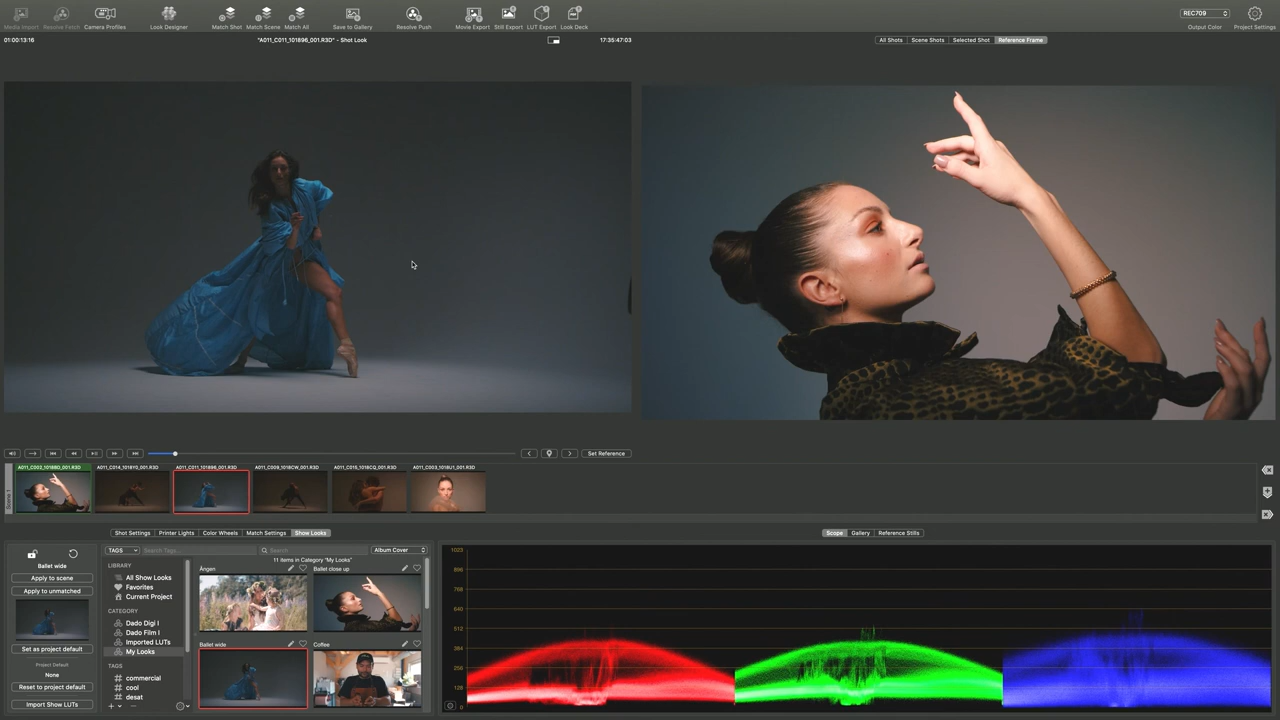 Media Import
Resolve Fetch
Camera Profiles
Look Designer
Match Shot
Match Scene
Match All
Save to Gallery
Resolve Push
Movie Export
Still Export
LUT Export
Look Deck
REC709
Output Color
Project Settings
01:00:13:16
"A011_C011_101896_001.R3D" - Shot Look
17:35:47:03
All Shots
Scene Shots
Selected Shot
Reference Frame
Set Reference
Scene 1
A011_C002_1018BD_001.R3D
A011_C014_1018Y0_001.R3D
A011_C011_101896_001.R3D
A011_C009_1018CW_001.R3D
A011_C015_1018CQ_001.R3D
A011_C003_1018U1_001.R3D
Shot Settings
Printer Lights
Color Wheels
Match Settings
Show Looks
Scope
Gallery
Reference Stills
Ballet wide
Apply to scene
Apply to unmatched
Set as project default
Project Default
None
Reset to project default
Import Show LUTs
TAGS
Search Tags...
Search
Album Cover
LIBRARY
All Show Looks
Favorites
Current Project
CATEGORY
Dado Digi I
Dado Film I
Imported LUTs
My Looks
TAGS
commercial
cool
desat
11 items in Category "My Looks"
Ången
Ballet close up
Ballet wide
Coffee
1023
896
768
640
512
384
256
128
0